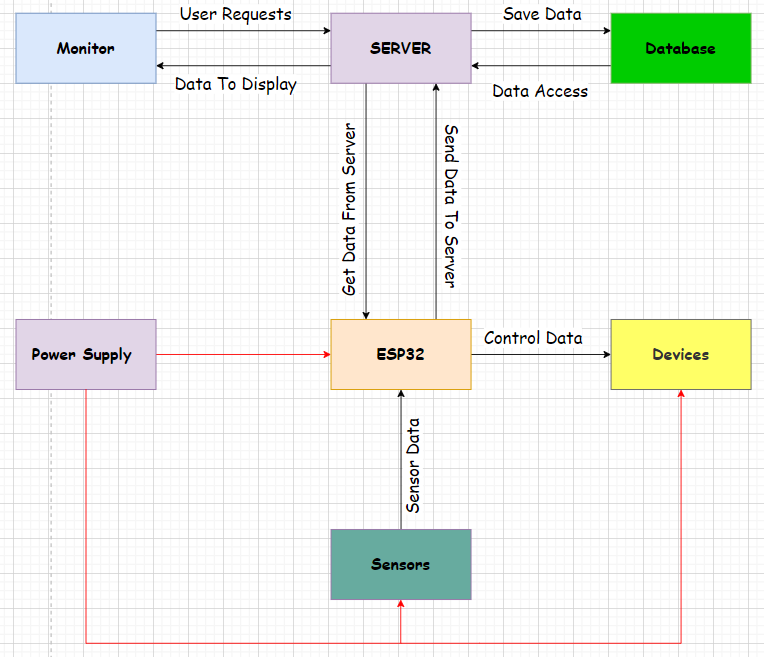 User Requests
Save Data
Monitor
SERVER
Database
Data To Display
Data Access
Get Data From Server
Send Data To Server
Power Supply
ESP32
Control Data
Devices
Sensor Data
Sensors